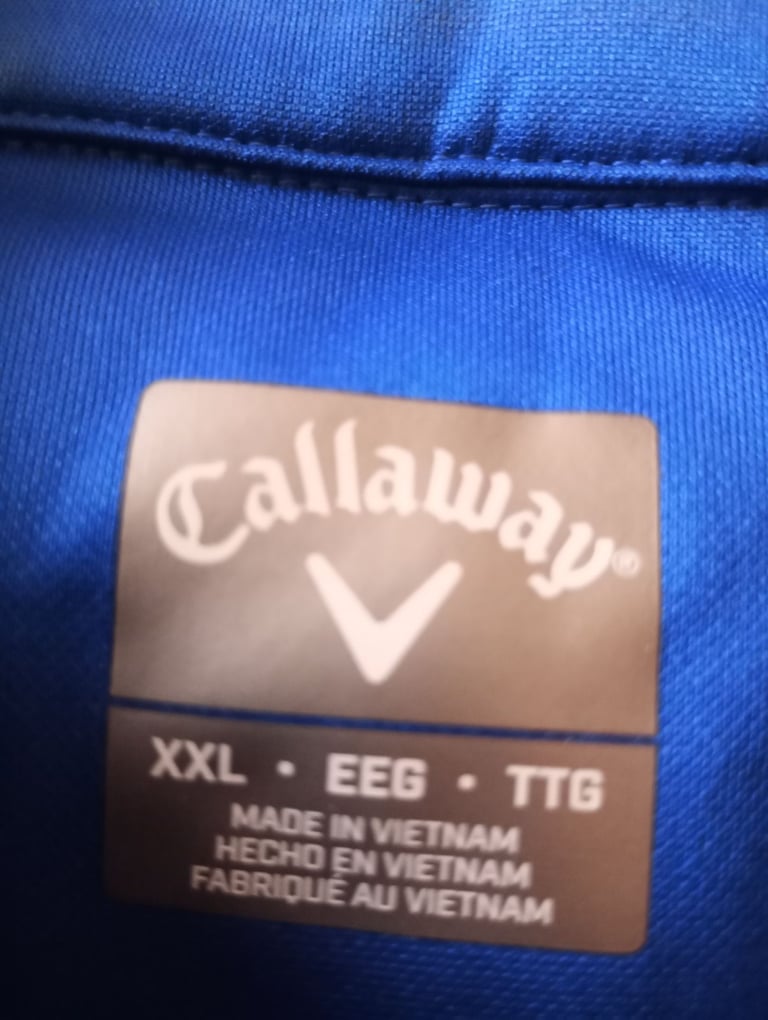 Callaway®
XXL • EEG • TTG
MADE IN VIETNAM
HECHO EN VIETNAM
FABRIQUÉ AU VIETNAM